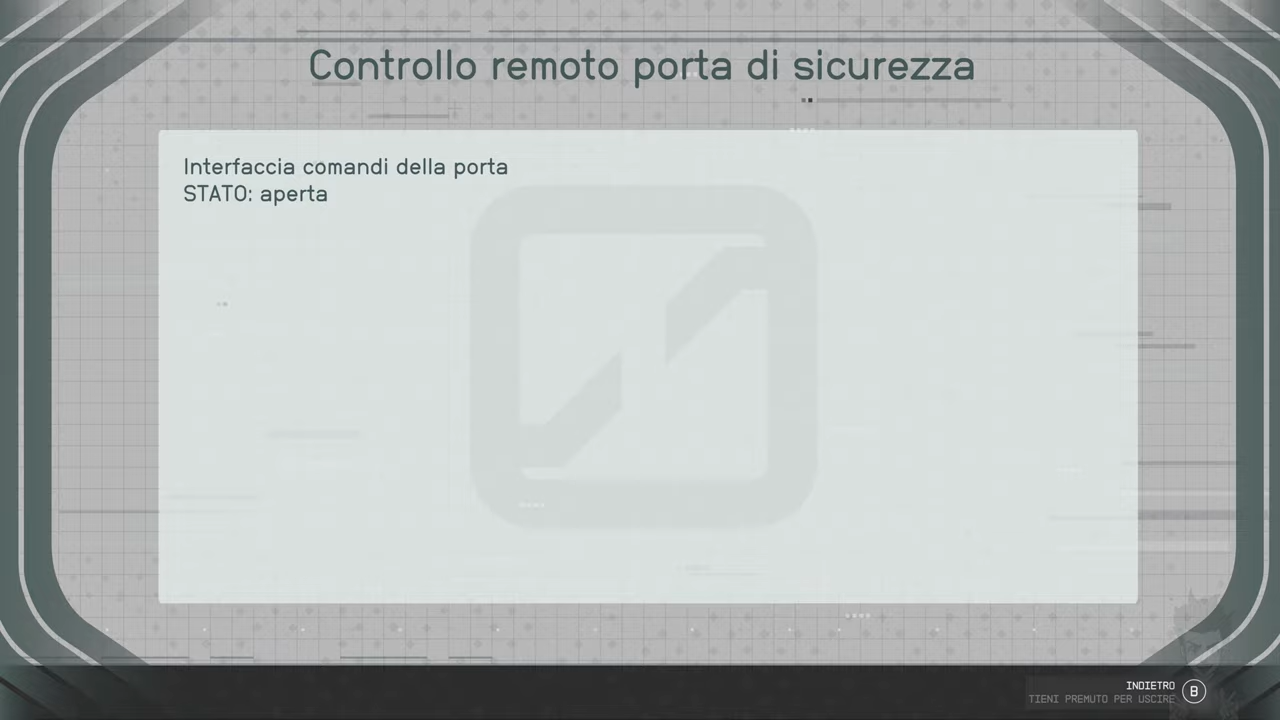 Controllo remoto porta di sicurezza
Interfaccia comandi della porta
STATO: aperta
INDIETRO
TIENI PREMUTO PER USCIRE
B